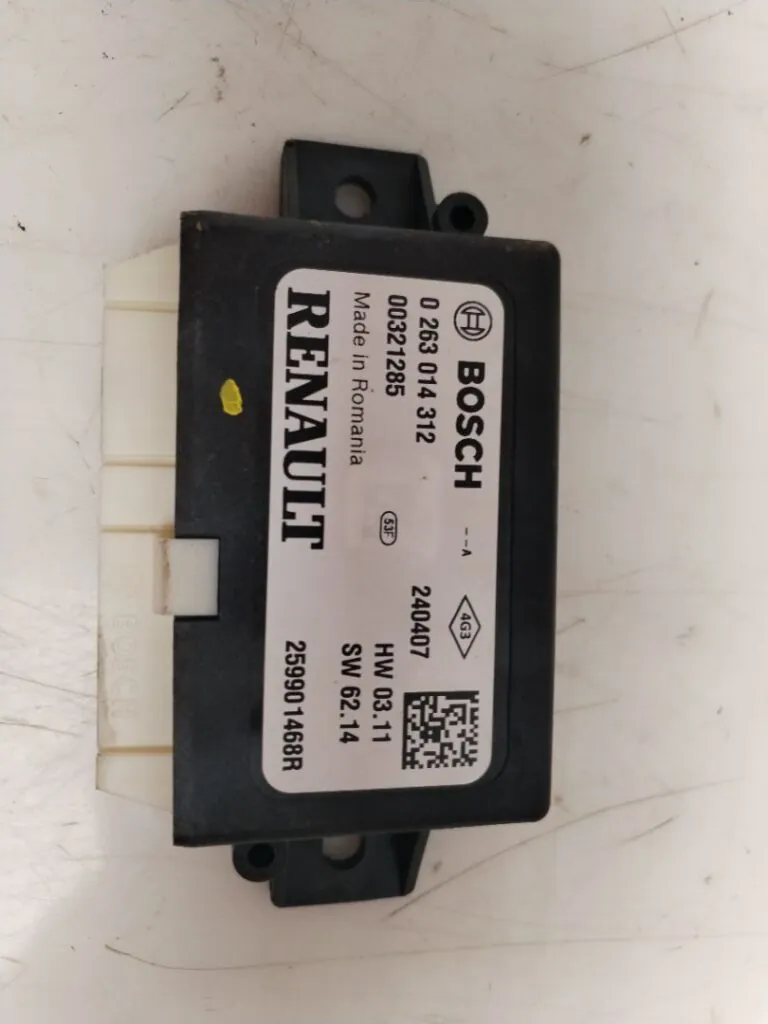 BOSCH
--A
4G3
0 263 014 312
240407
00321285
53F
HW 03.11
Made in Romania
SW 62.14
RENAULT
259901468R
BOSCH